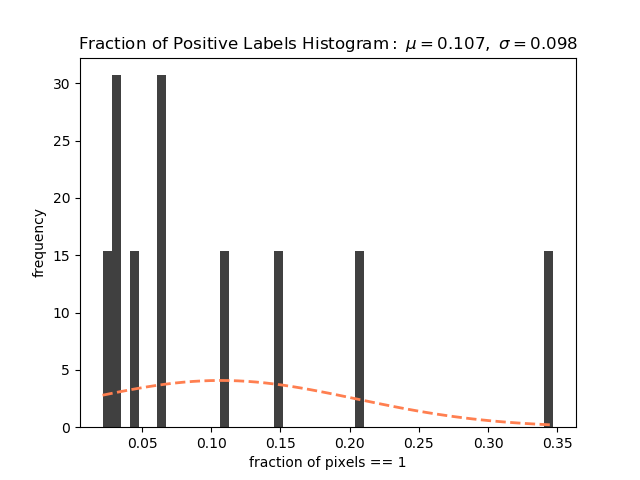 Fraction of Positive Labels Histogram : μ = 0.107, σ = 0.098
frequency
30
25
20
15
10
5
0
0.05 0.10 0.15 0.20 0.25 0.30 0.35
fraction of pixels == 1